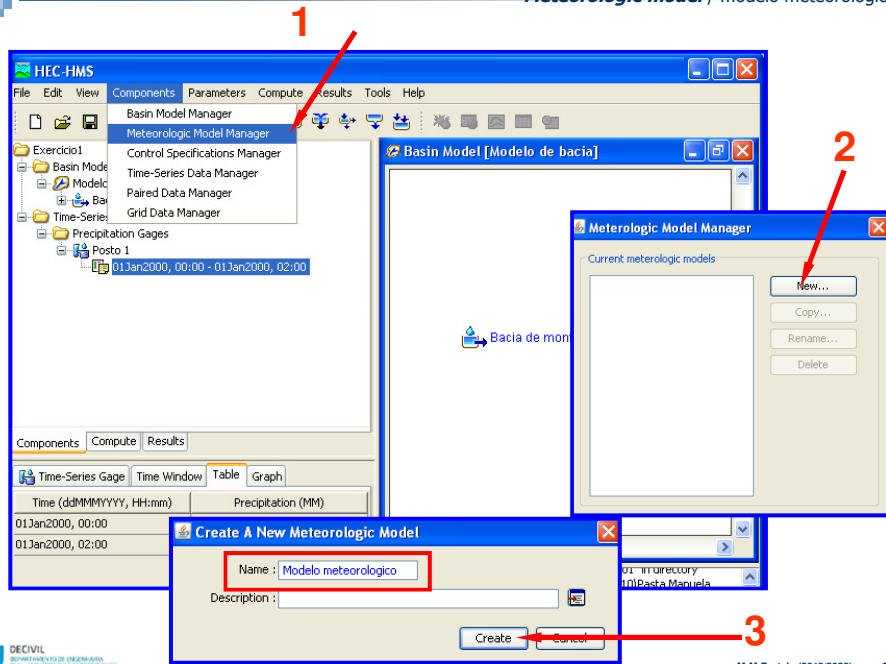 Meteorologic model / modelo meteorologic
1
HEC-HMS
File Edit View Components Parameters Compute Results Tools Help
Basin Model Manager
Meteorologic Model Manager
Control Specifications Manager
Time-Series Data Manager
Paired Data Manager
Grid Data Manager
Exercicio1
Basin Mode
Modelo
Ba
Time-Series
Precipitation Gages
Posto 1
01Jan2000, 00:00 - 01Jan2000, 02:00
Basin Model [Modelo de bacia]
Bacia de mon
2
Meterologic Model Manager
Current meterologic models
New...
Copy...
Rename...
Delete
Components Compute Results
Time-Series Gage Time Window Table Graph
Time (ddMMMYYYY, HH:mm) Precipitation (MM)
01Jan2000, 00:00
01Jan2000, 02:00
Create A New Meteorologic Model
Name : Modelo meteorologico
Description :
Create Cancel
3
in directory
10\Pasta Manuela
DECIVIL
DEPARTAMENTO DE ENGENHARIA